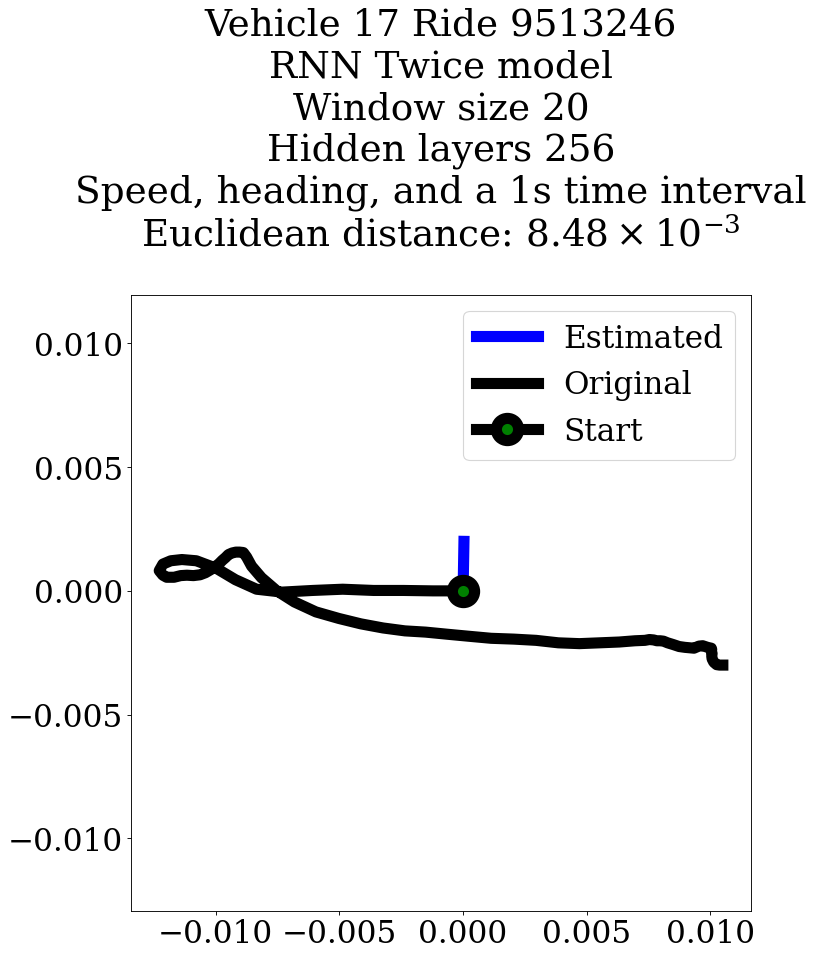 Vehicle 17 Ride 9513246
RNN Twice model
Window size 20
Hidden layers 256
Speed, heading, and a 1s time interval
Euclidean distance: 8.48 × 10⁻³
Estimated
Original
Start
0.010
0.005
0.000
−0.005
−0.010
−0.010 −0.005 0.000 0.005 0.010